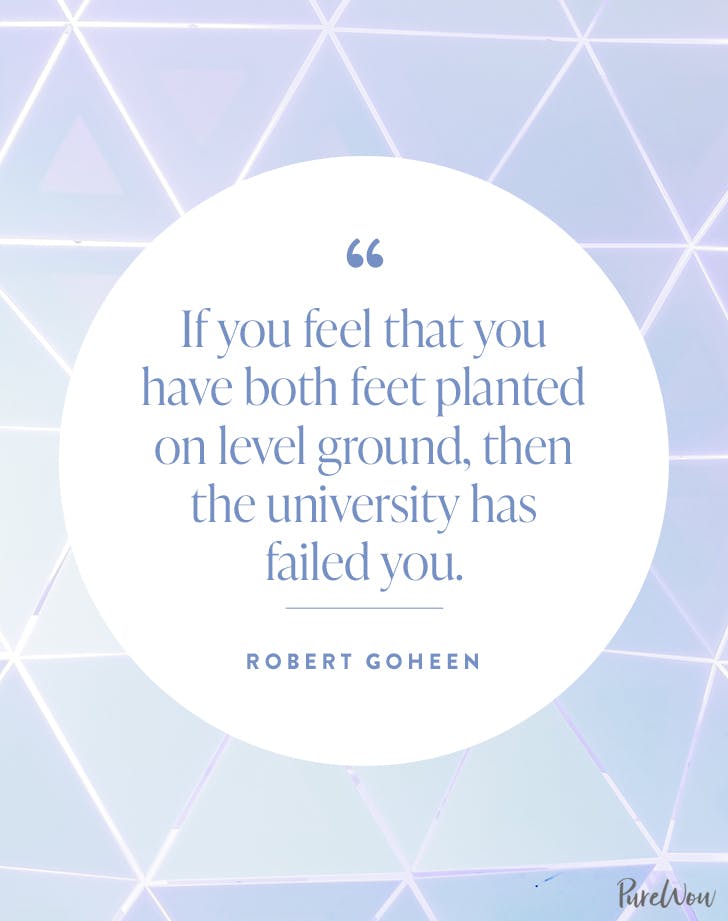 “
If you feel that you
have both feet planted
on level ground, then
the university has
failed you.
ROBERT GOHEEN
PureWow